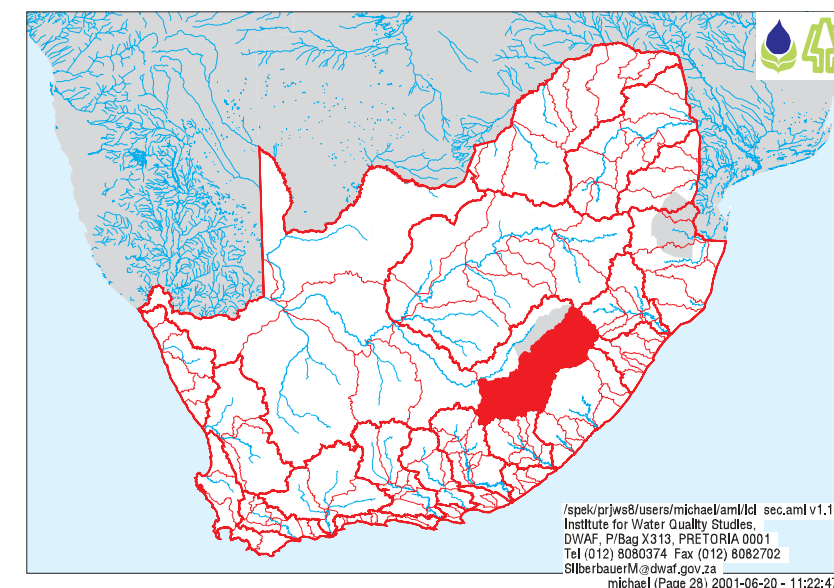 /spek/prjws8/users/michael/aml/lcl sec.aml v1.1
Institute for Water Quality Studies,
DWAF, P/Bag X313, PRETORIA 0001
Tel (012) 8080374 Fax (012) 8082702
SilberbauerM@dwaf.gov.za
michael (Page 28) 2001-06-20 - 11:22:4